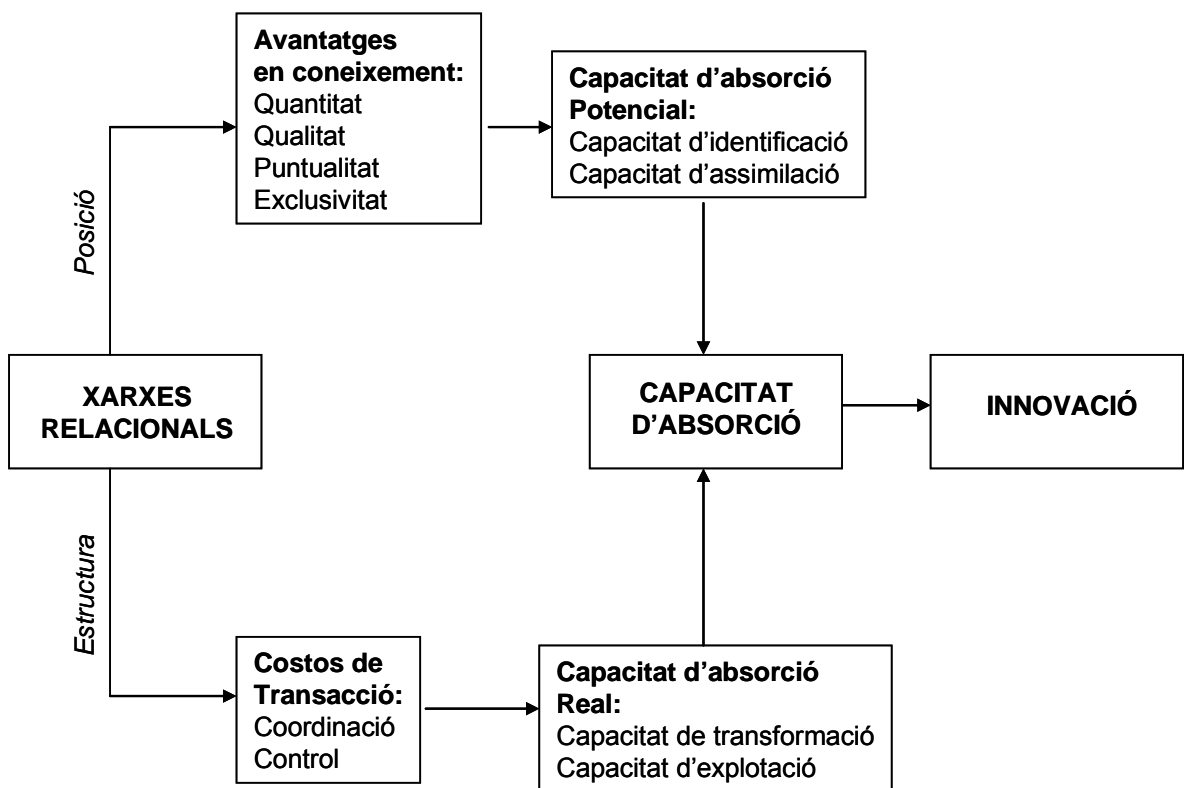 Avantatges
en coneixement:
Quantitat
Qualitat
Puntualitat
Exclusivitat
Capacitat d’absorció
Potencial:
Capacitat d’identificació
Capacitat d’assimilació
Posició
XARXES
RELACIONALS
CAPACITAT
D’ABSORCIÓ
INNOVACIÓ
Estructura
Costos de
Transacció:
Coordinació
Control
Capacitat d’absorció
Real:
Capacitat de transformació
Capacitat d’explotació